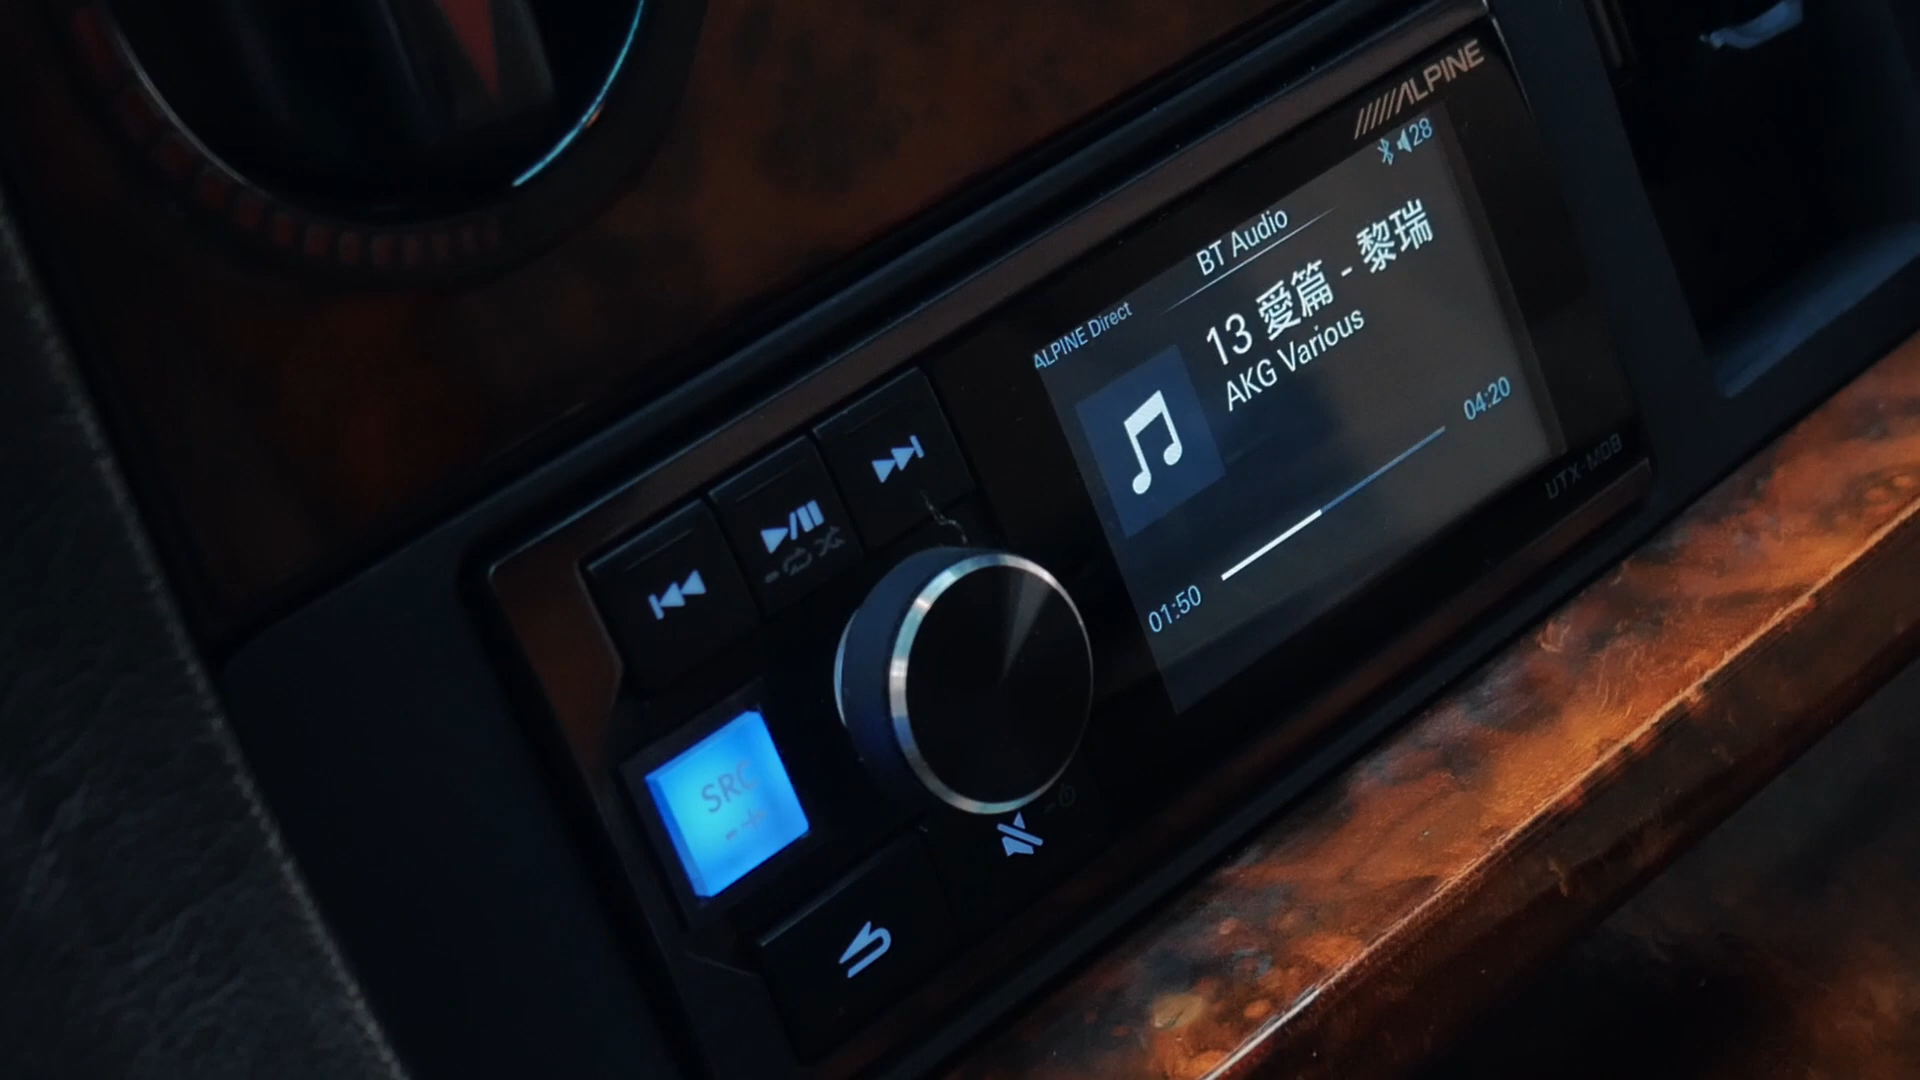 ALPINE
28
BT Audio
ALPINE Direct
13 愛篇 - 黎瑞
AKG Various
01:50
04:20
UTX-M08
SRC